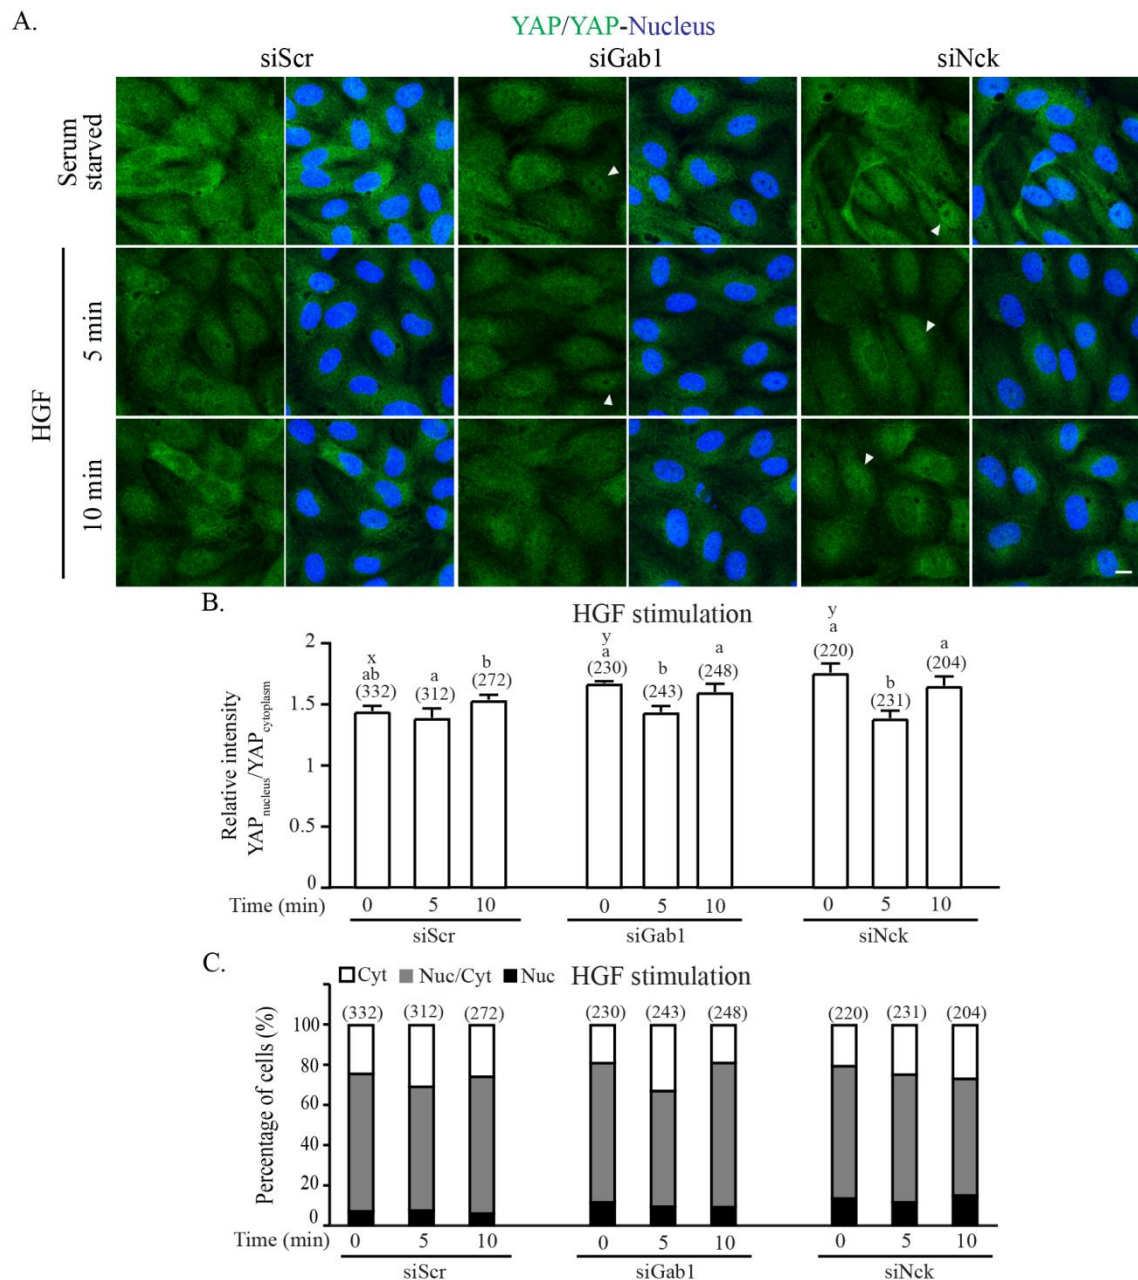 A.
YAP/YAP-Nucleus
siScr siGab1 siNck
Serum starved
HGF
5 min
10 min
B.
HGF stimulation
Relative intensity
YAPnucleus/YAPcytoplasm
2
1.5
1
0.5
0
x
ab
(332)
a
(312)
b
(272)
y
a
(230)
b
(243)
a
(248)
y
a
(220)
b
(231)
a
(204)
Time (min) 0 5 10 0 5 10 0 5 10
siScr siGab1 siNck
C.
HGF stimulation
Cyt Nuc/Cyt Nuc
(332) (312) (272) (230) (243) (248) (220) (231) (204)
Percentage of cells (%)
100
80
60
40
20
0
Time (min) 0 5 10 0 5 10 0 5 10
siScr siGab1 siNck